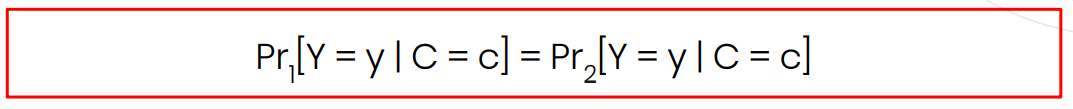 Pr₁[Y = y | C = c] = Pr₂[Y = y | C = c]